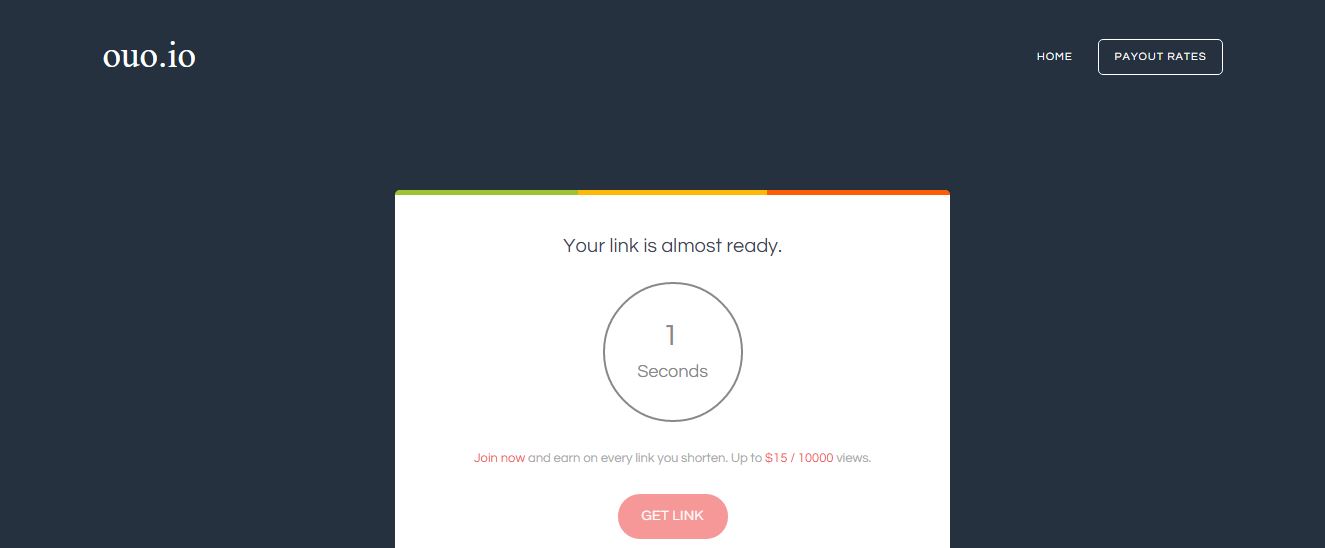 ouo.io
HOME
PAYOUT RATES
Your link is almost ready.
1
Seconds
Join now and earn on every link you shorten. Up to $15 / 10000 views.
GET LINK